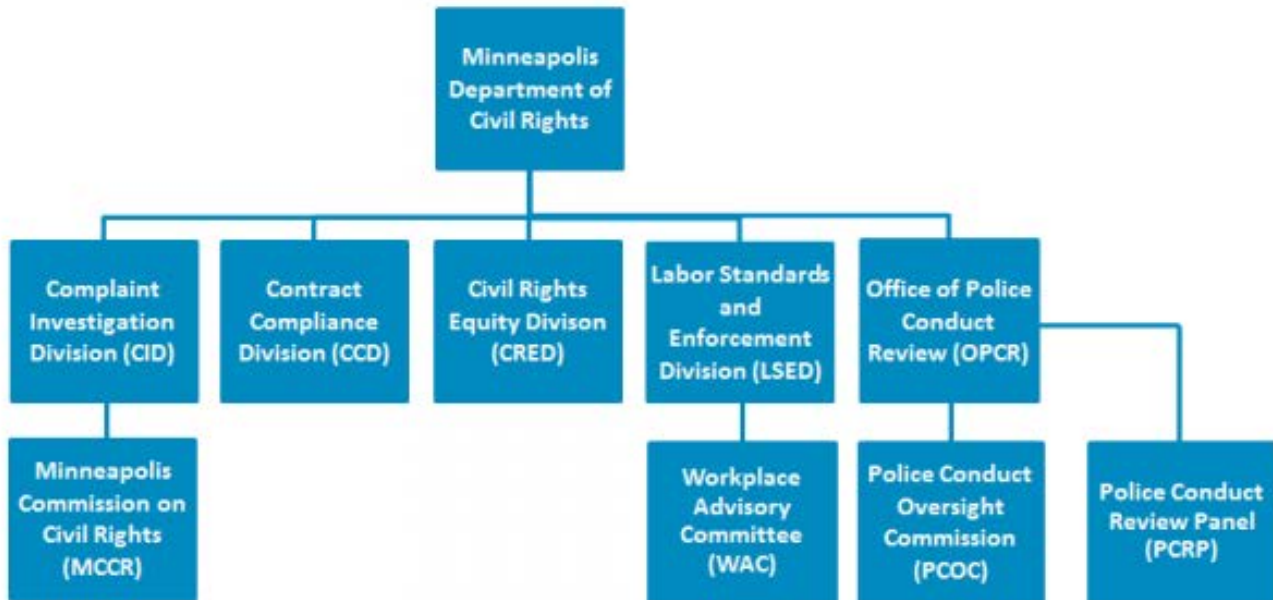 Minneapolis
Department of
Civil Rights
Complaint
Investigation
Division (CID)
Contract
Compliance
Division (CCD)
Civil Rights
Equity Divison
(CRED)
Labor Standards
and
Enforcement
Division (LSED)
Office of Police
Conduct
Review (OPCR)
Minneapolis
Commission on
Civil Rights
(MCCR)
Workplace
Advisory
Committee
(WAC)
Police Conduct
Oversight
Commission
(PCOC)
Police Conduct
Review Panel
(PCRP)